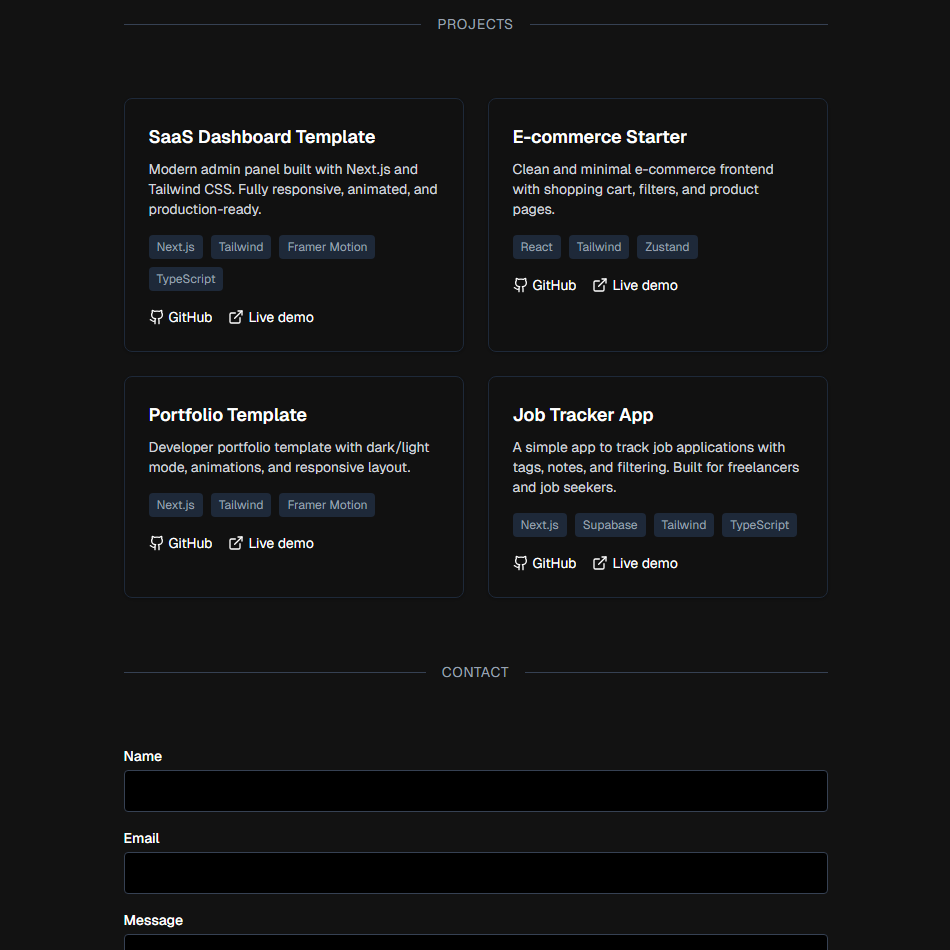 PROJECTS
SaaS Dashboard Template
Modern admin panel built with Next.js and
Tailwind CSS. Fully responsive, animated, and
production-ready.
Next.js Tailwind Framer Motion
TypeScript
GitHub Live demo
E-commerce Starter
Clean and minimal e-commerce frontend
with shopping cart, filters, and product
pages.
React Tailwind Zustand
GitHub Live demo
Portfolio Template
Developer portfolio template with dark/light
mode, animations, and responsive layout.
Next.js Tailwind Framer Motion
GitHub Live demo
Job Tracker App
A simple app to track job applications with
tags, notes, and filtering. Built for freelancers
and job seekers.
Next.js Supabase Tailwind TypeScript
GitHub Live demo
CONTACT
Name
Email
Message